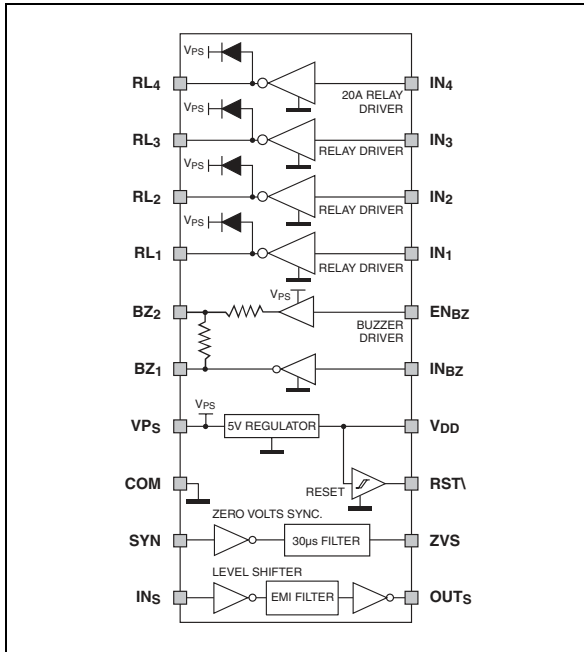 VPS
RL4 IN4
20A RELAY
DRIVER
VPS
RL3 IN3
RELAY DRIVER
VPS
RL2 IN2
RELAY DRIVER
VPS
RL1 IN1
RELAY DRIVER
VPS
BZ2 ENBZ
BUZZER
DRIVER
BZ1 INBZ
VPS
VPS 5V REGULATOR VDD
COM RESET RST\
ZERO VOLTS SYNC.
SYN 30µs FILTER ZVS
LEVEL SHIFTER
INS EMI FILTER OUTS